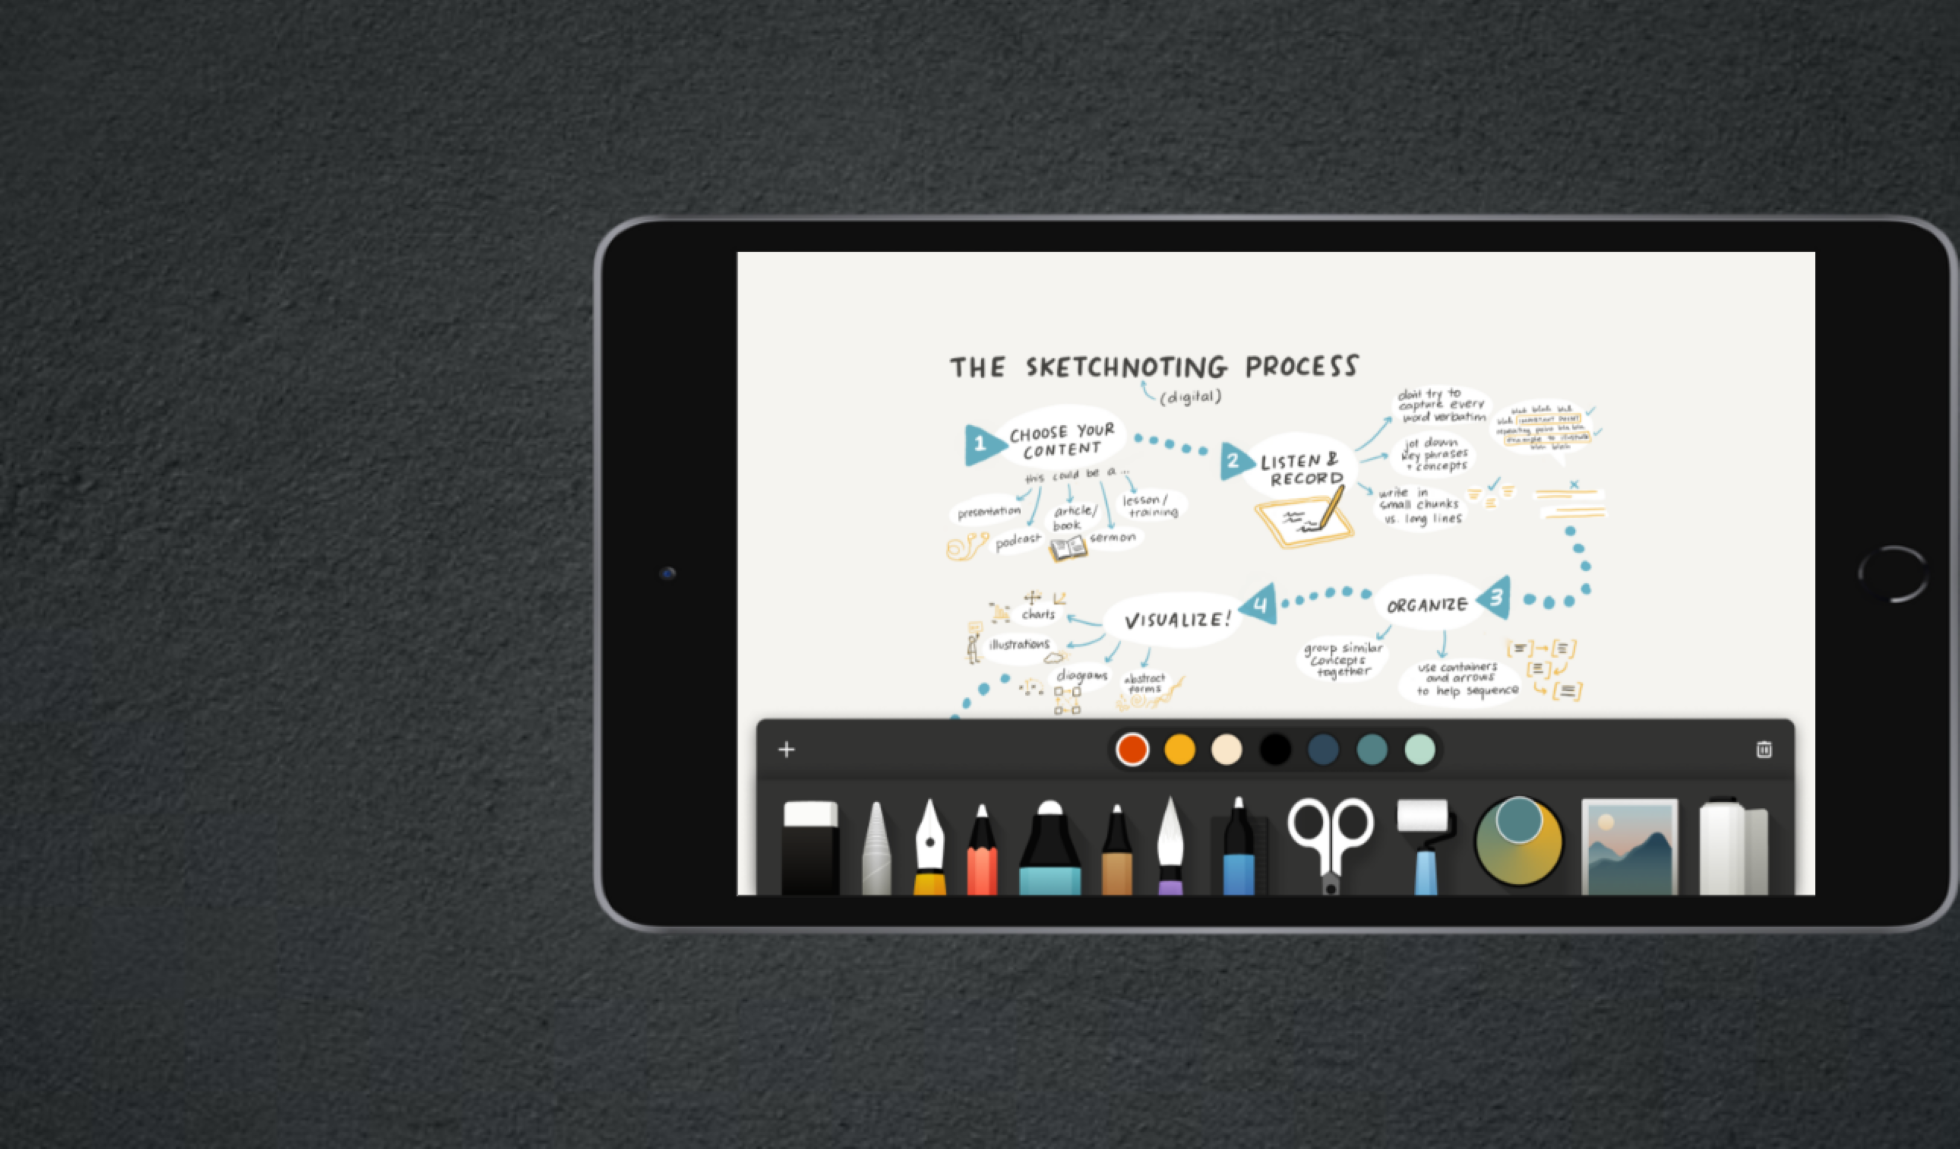 THE SKETCHNOTING PROCESS
(digital)
1
CHOOSE YOUR
CONTENT
this could be a ...
presentation
podcast
article/
book
sermon
lesson/
training
2
LISTEN &
RECORD
don't try to
capture every
word verbatim
jot down
key phrases
+ concepts
write in
small chunks
vs. long lines
blah blah blah
3
ORGANIZE
group similar
concepts
together
use containers
and arrows
to help sequence
4
VISUALIZE!
charts
illustrations
diagrams
abstract
forms